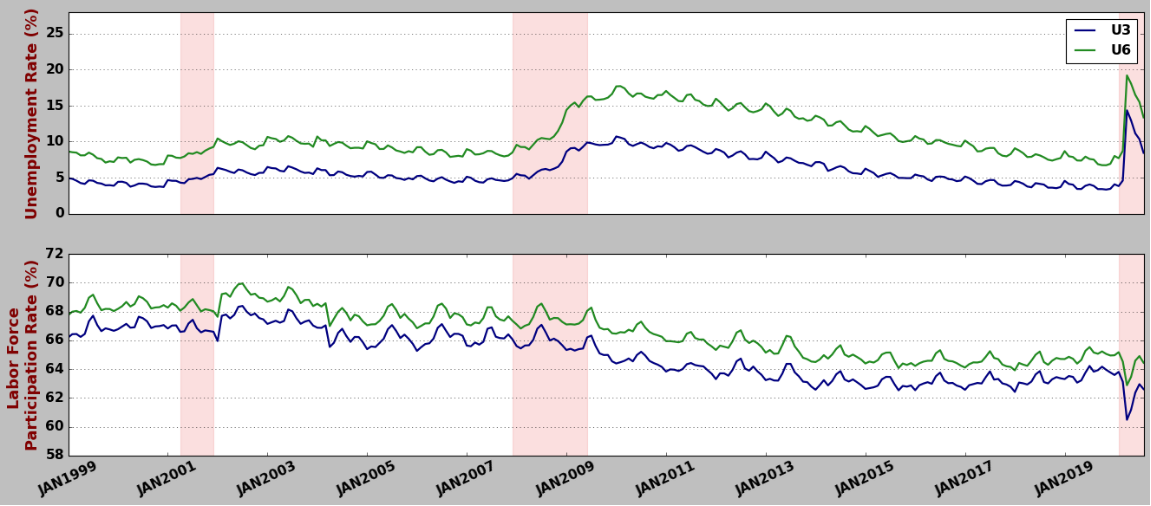 Unemployment Rate (%)
25
20
15
10
5
0
U3
U6
Labor Force
Participation Rate (%)
72
70
68
66
64
62
60
58
JAN1999
JAN2001
JAN2003
JAN2005
JAN2007
JAN2009
JAN2011
JAN2013
JAN2015
JAN2017
JAN2019